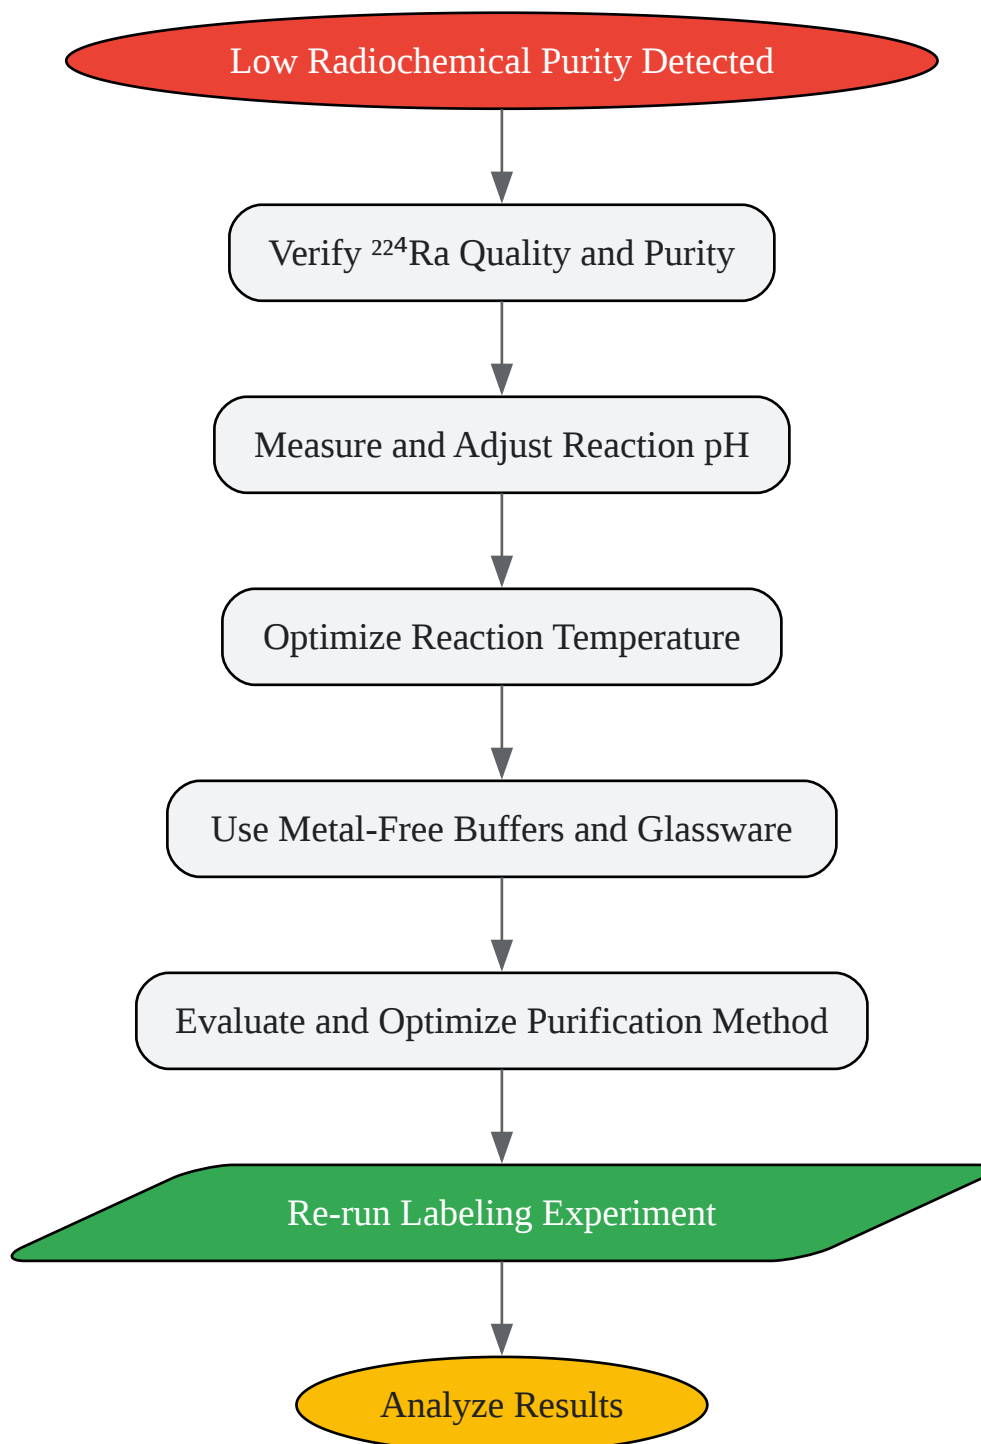 Low Radiochemical Purity Detected
Verify ²²⁴Ra Quality and Purity
Measure and Adjust Reaction pH
Optimize Reaction Temperature
Use Metal-Free Buffers and Glassware
Evaluate and Optimize Purification Method
Re-run Labeling Experiment
Analyze Results